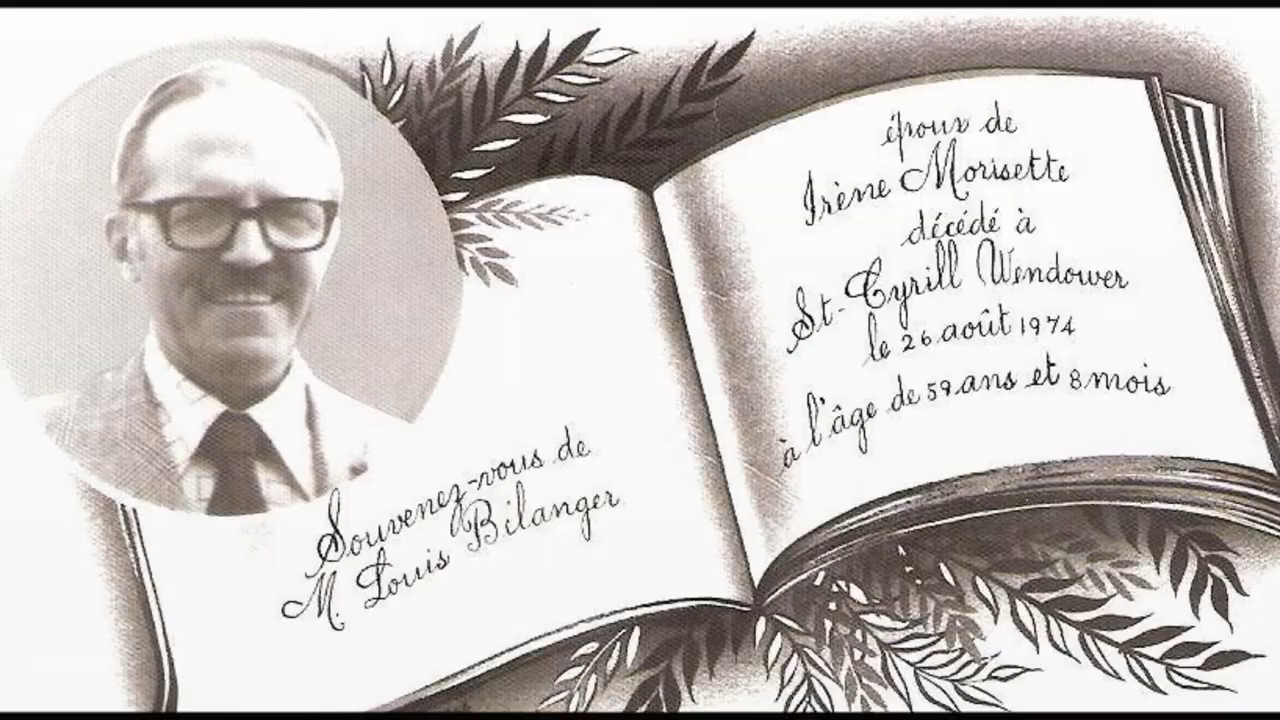 Souvenez-vous de
M. Louis Bilanger
époux de
Irène Morisette
décédé à
St-Cyrill Wendower
le 26 août 1974
à l'âge de 59 ans et 8 mois